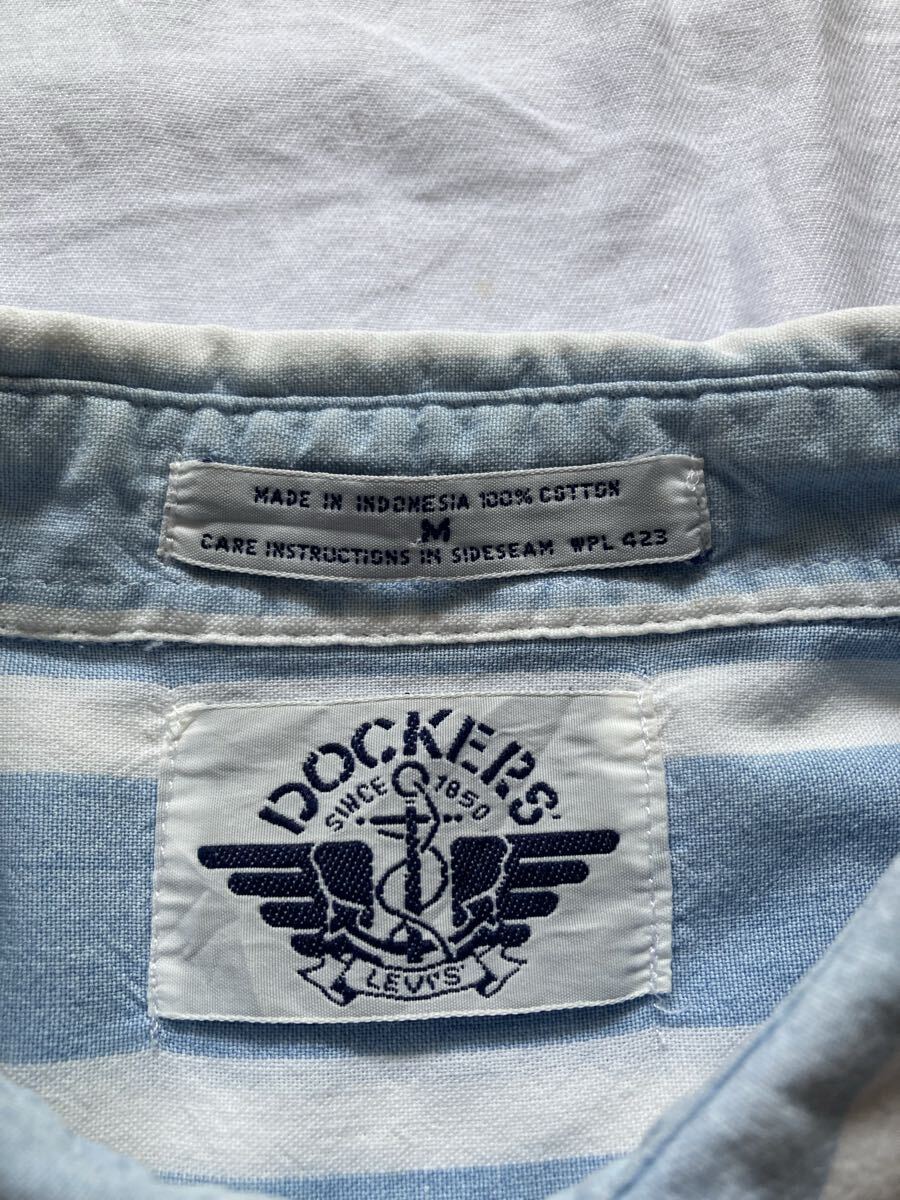 MADE IN INDONESIA 100% COTTON
M
CARE INSTRUCTIONS IN SIDESEAM WPL 423
DOCKERS
SINCE 1850
LEVI'S